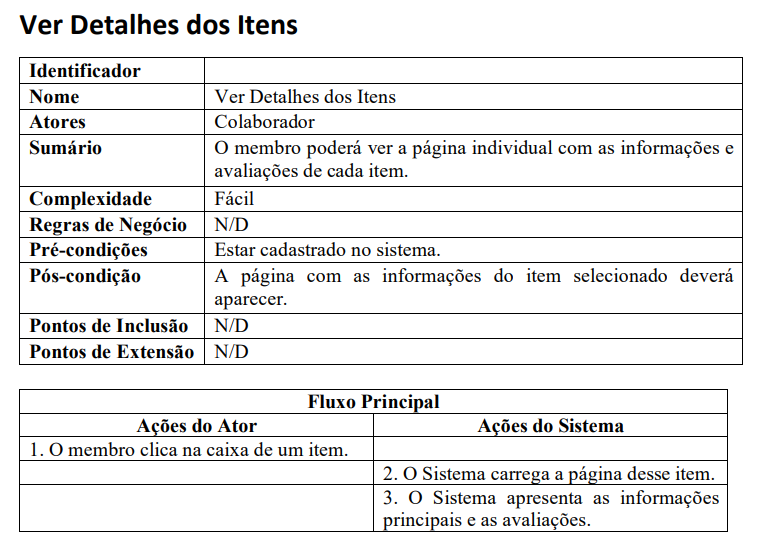 Ver Detalhes dos Itens
Identificador
Nome Ver Detalhes dos Itens
Atores Colaborador
Sumário O membro poderá ver a página individual com as informações e
avaliações de cada item.
Complexidade Fácil
Regras de Negócio N/D
Pré-condições Estar cadastrado no sistema.
Pós-condição A página com as informações do item selecionado deverá
aparecer.
Pontos de Inclusão N/D
Pontos de Extensão N/D
Fluxo Principal
Ações do Ator Ações do Sistema
1. O membro clica na caixa de um item.
2. O Sistema carrega a página desse item.
3. O Sistema apresenta as informações
principais e as avaliações.